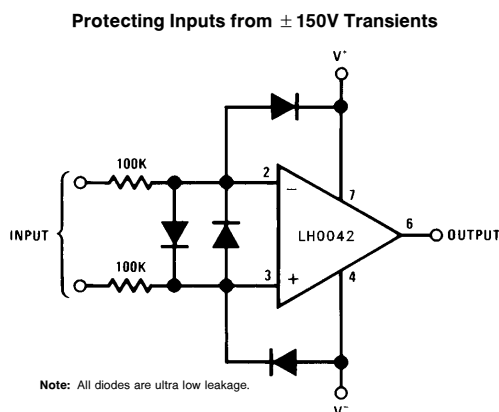 Protecting Inputs from ± 150V Transients
V+
100K
2
−
7
INPUT
LH0042
6
OUTPUT
100K
3
+
4
Note: All diodes are ultra low leakage.
V−